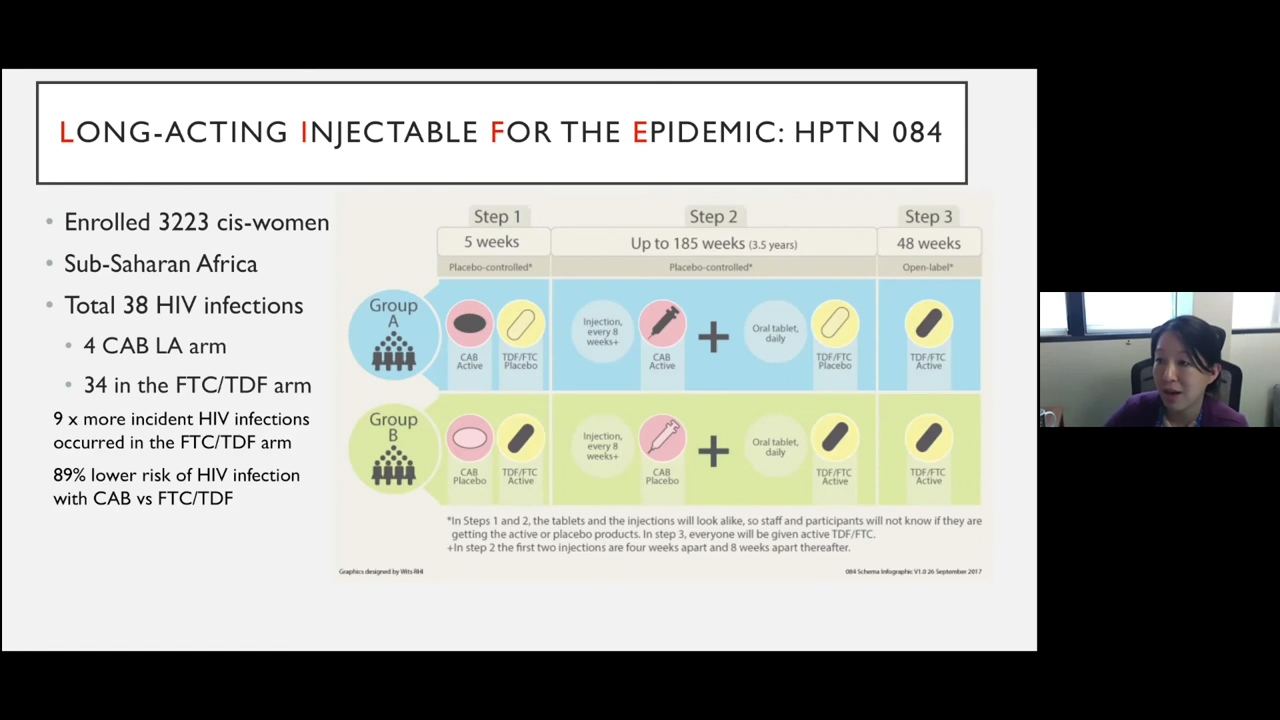 LONG-ACTING INJECTABLE FOR THE EPIDEMIC: HPTN 084
• Enrolled 3223 cis-women
• Sub-Saharan Africa
• Total 38 HIV infections
• 4 CAB LA arm
• 34 in the FTC/TDF arm
9 x more incident HIV infections
occurred in the FTC/TDF arm
89% lower risk of HIV infection
with CAB vs FTC/TDF
Step 1
Step 2
Step 3
5 weeks
Up to 185 weeks (3.5 years)
48 weeks
Placebo-controlled*
Placebo-controlled*
Open-label*
Group
A
CAB
Active
TDF/FTC
Placebo
Injection,
every 8
weeks+
CAB
Active
+
Oral tablet,
daily
TDF/FTC
Placebo
TDF/FTC
Active
Group
B
CAB
Placebo
TDF/FTC
Active
Injection,
every 8
weeks+
CAB
Placebo
+
Oral tablet,
daily
TDF/FTC
Active
TDF/FTC
Active
*In Steps 1 and 2, the tablets and the injections will look alike, so staff and participants will not know if they are
getting the active or placebo products. In step 3, everyone will be given active TDF/FTC.
+In step 2 the first two injections are four weeks apart and 8 weeks apart thereafter.
Graphics designed by Wits RHI
084 Schema Infographic V1.0 26 September 2017